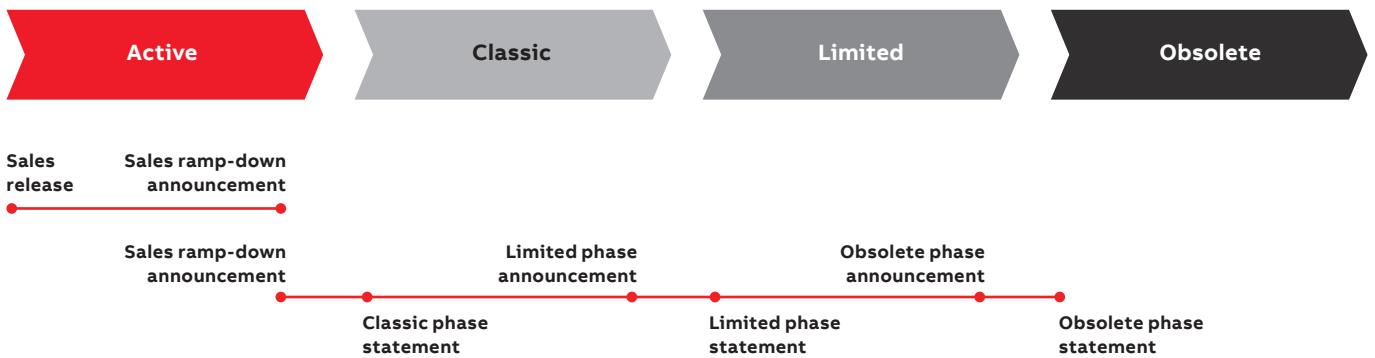 Active
Classic
Limited
Obsolete
Sales
release
Sales ramp-down
announcement
Sales ramp-down
announcement
Limited phase
announcement
Obsolete phase
announcement
Classic phase
statement
Limited phase
statement
Obsolete phase
statement